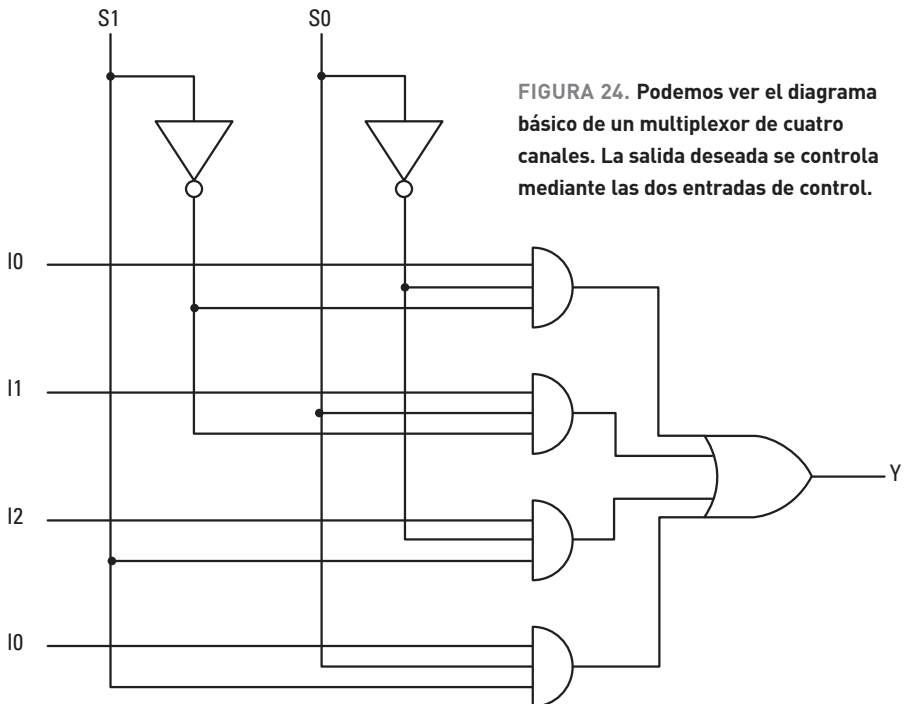 S1
S0
FIGURA 24. Podemos ver el diagrama
básico de un multiplexor de cuatro
canales. La salida deseada se controla
mediante las dos entradas de control.
I0
I1
I2
I0
Y